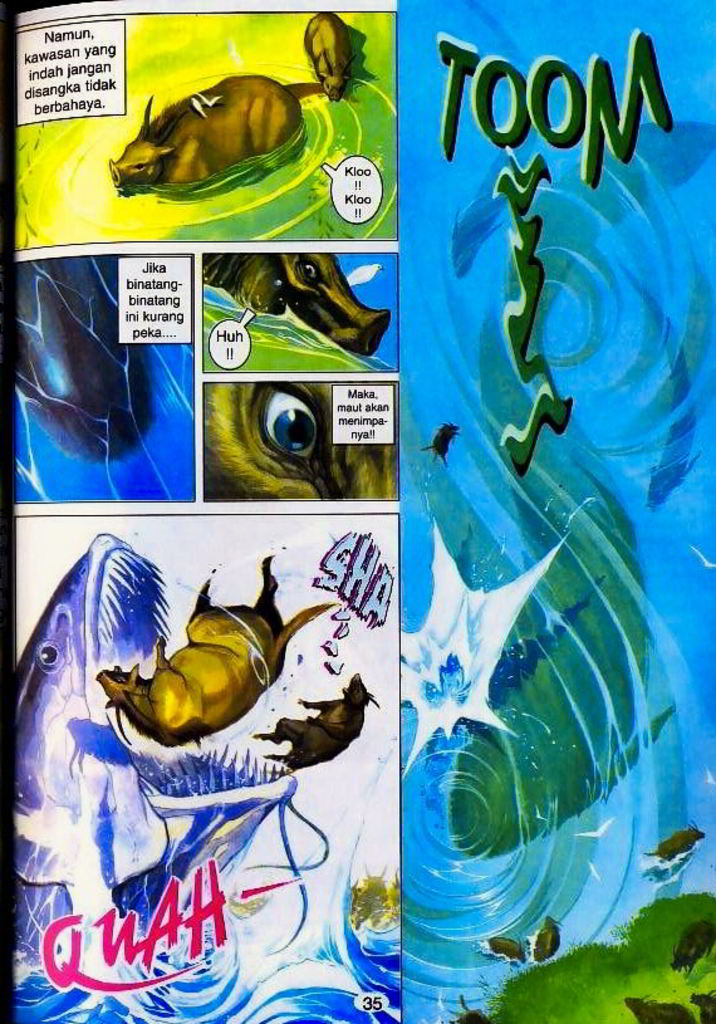 Namun,
kawasan yang
indah jangan
disangka tidak
berbahaya.
Kloo
!!
Kloo
!!
Jika
binatang-
binatang
ini kurang
peka....
Huh
!!
Maka,
maut akan
menimpa-
nya!!
SHA
QUAH
35
TOOM